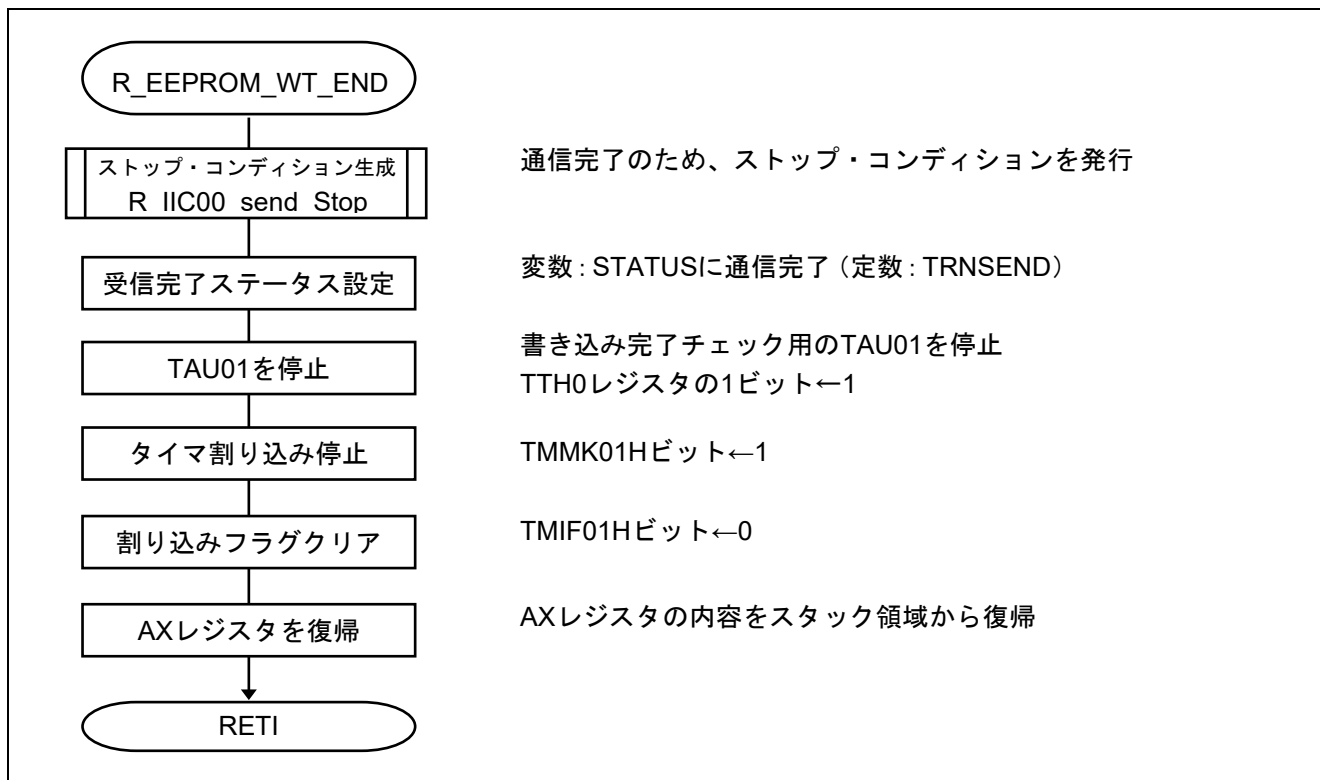 R_EEPROM_WT_END
ストップ・コンディション生成
R_IIC00_send_Stop
通信完了のため、ストップ・コンディションを発行
受信完了ステータス設定
変数:STATUSに通信完了(定数:TRNSEND)
TAU01を停止
書き込み完了チェック用のTAU01を停止
TTH0レジスタの1ビット←1
タイマ割り込み停止
TMMK01Hビット←1
割り込みフラグクリア
TMIF01Hビット←0
AXレジスタを復帰
AXレジスタの内容をスタック領域から復帰
RETI